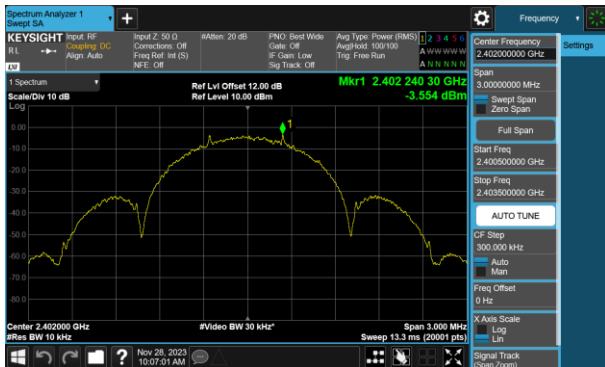 Spectrum Analyzer 1
Swept SA
Frequency
KEYSIGHT
RL
Input: RF
Coupling: DC
Align: Auto
Input Z: 50 Ω
Corrections: Off
Freq Ref: Int (S)
NFE: Off
#Atten: 20 dB
PNO: Best Wide
Gate: Off
IF Gain: Low
Sig Track: Off
Avg Type: Power (RMS)
Avg|Hold: 100/100
Trig: Free Run
1 2 3 4 5 6
A W W W W W
A N N N N N
LXI
1 Spectrum
Scale/Div 10 dB
Log
Ref Lvl Offset 12.00 dB
Ref Level 10.00 dBm
Mkr1 2.402 240 30 GHz
-3.554 dBm
1
0.00
-10.0
-20.0
-30.0
-40.0
-50.0
-60.0
-70.0
-80.0
Center 2.402000 GHz
#Res BW 10 kHz
#Video BW 30 kHz*
Span 3.000 MHz
Sweep 13.3 ms (20001 pts)
Center Frequency
2.402000000 GHz
Settings
Span
3.00000000 MHz
Swept Span
Zero Span
Full Span
Start Freq
2.400500000 GHz
Stop Freq
2.403500000 GHz
AUTO TUNE
CF Step
300.000 kHz
Auto
Man
Freq Offset
0 Hz
X Axis Scale
Log
Lin
Signal Track
(Span Zoom)
?
Nov 28, 2023
10:07:01 AM